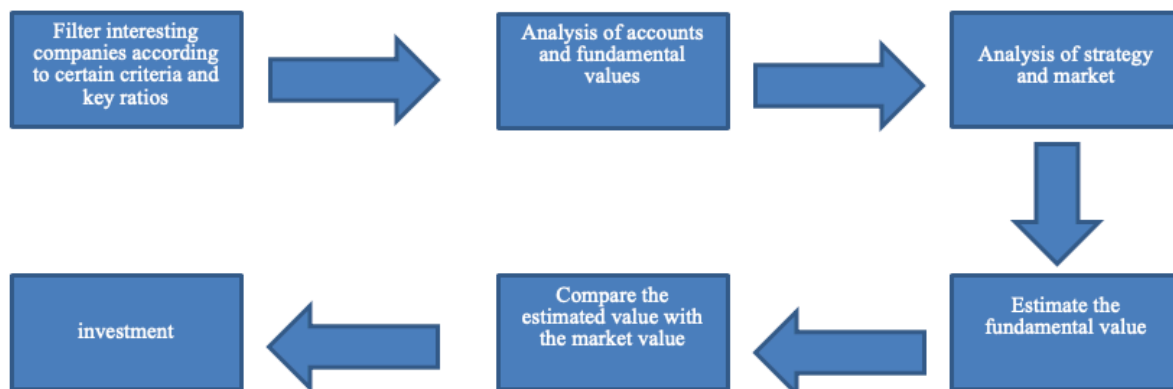 Filter interesting
companies according
to certain criteria and
key ratios
Analysis of accounts
and fundamental
values
Analysis of strategy
and market
Estimate the
fundamental value
Compare the
estimated value with
the market value
investment